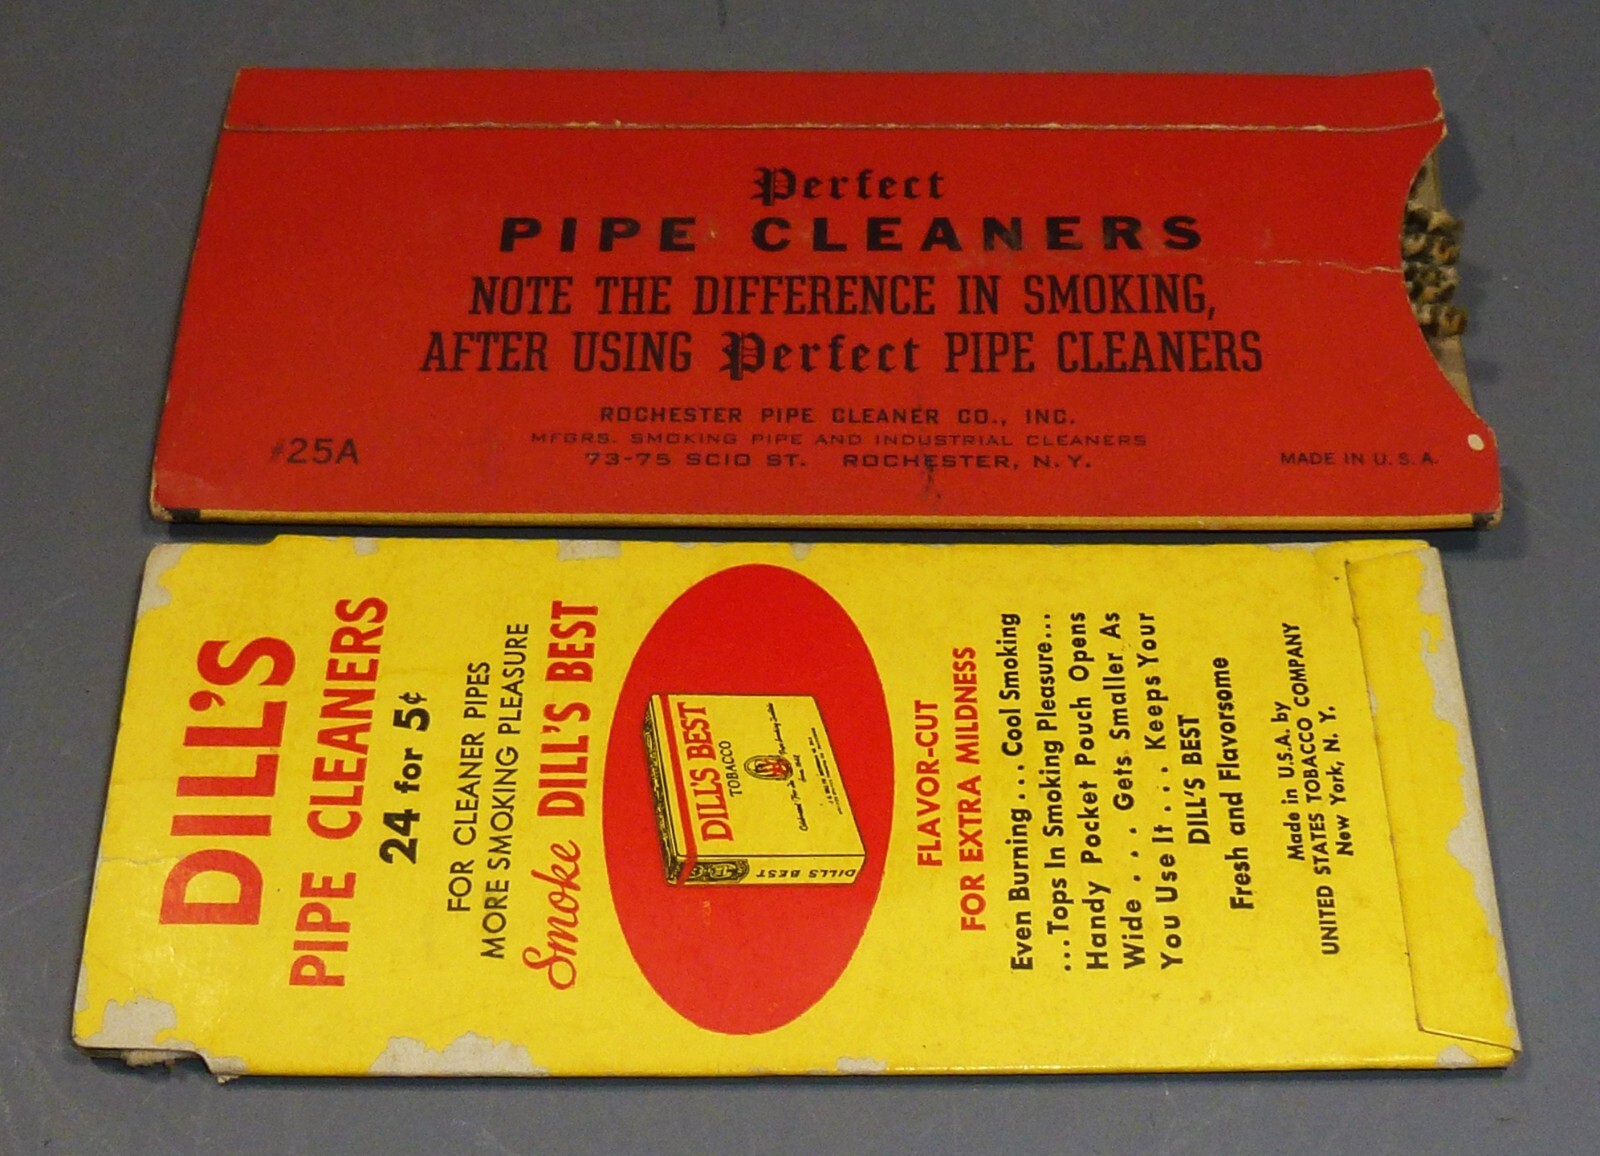 Perfect
PIPE CLEANERS
NOTE THE DIFFERENCE IN SMOKING,
AFTER USING Perfect PIPE CLEANERS
ROCHESTER PIPE CLEANER CO., INC.
MFGRS. SMOKING PIPE AND INDUSTRIAL CLEANERS
73-75 SCIO ST. ROCHESTER, N.Y.
#25A
MADE IN U.S.A.
DILL'S
PIPE CLEANERS
24 for 5¢
FOR CLEANER PIPES
MORE SMOKING PLEASURE
Smoke DILL'S BEST
DILL'S BEST
TOBACCO
DILLS BEST
FLAVOR-CUT
FOR EXTRA MILDNESS
Even Burning... Cool Smoking
...Tops In Smoking Pleasure...
Handy Pocket Pouch Opens
Wide.... Gets Smaller As
You Use It... Keeps Your
DILL'S BEST
Fresh and Flavorsome
Made in U.S.A. by
UNITED STATES TOBACCO COMPANY
New York, N. Y.